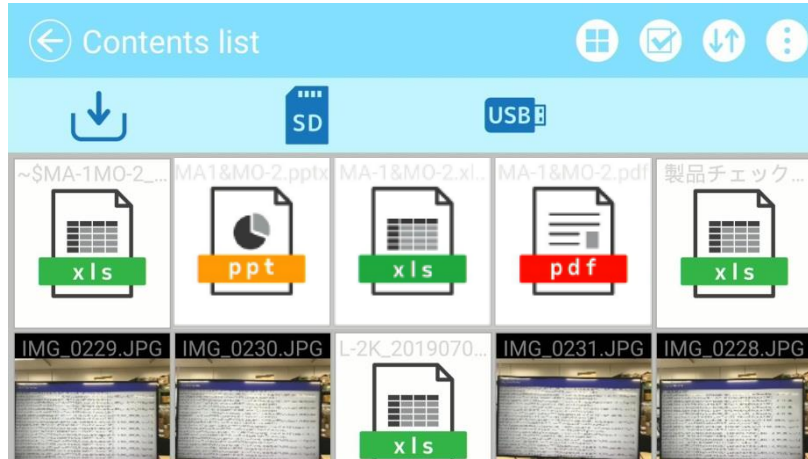 Contents list
SD
USB
~$MA-1MO-2_...
MA1&MO-2.pptx
MA-1&MO-2.xl...
MA-1&MO-2.pdf
製品チェック...
xls
ppt
xls
pdf
xls
IMG_0229.JPG
IMG_0230.JPG
L-2K_2019070...
IMG_0231.JPG
IMG_0228.JPG
xls